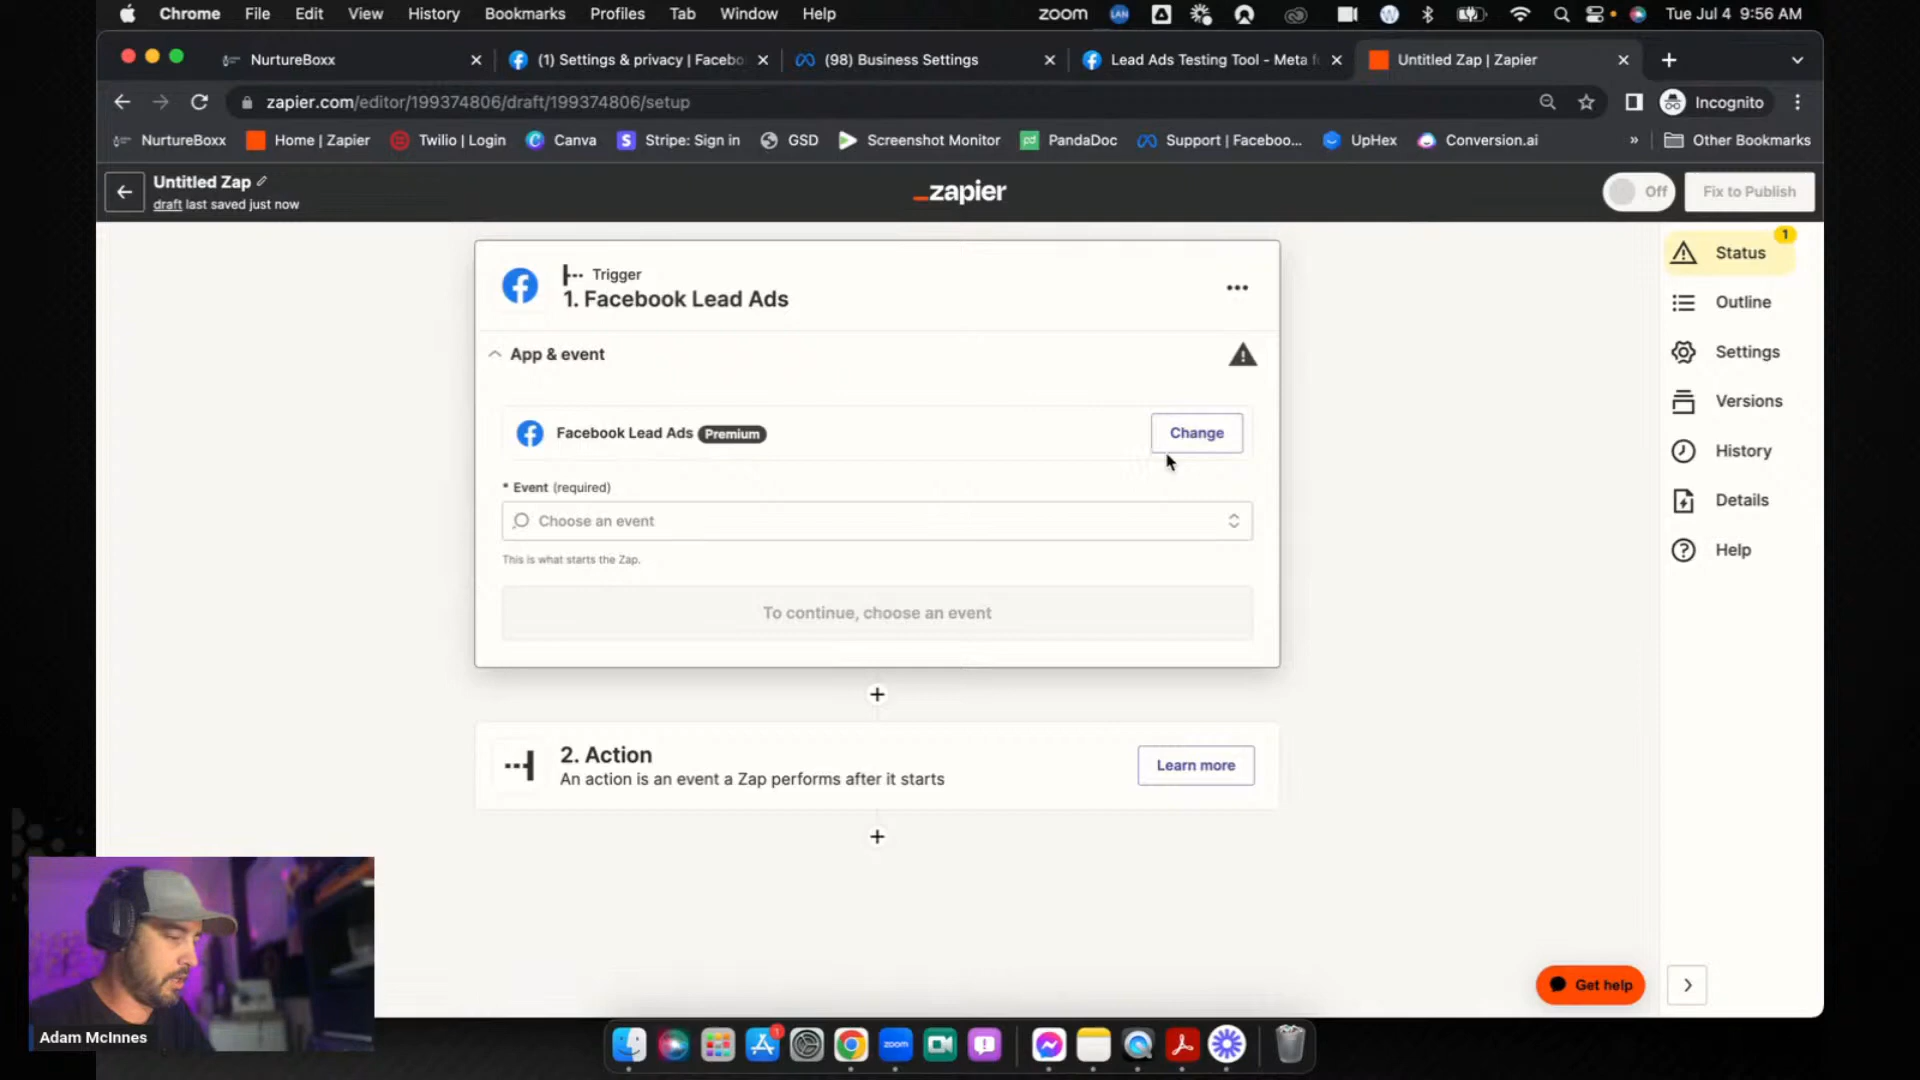 Chrome File Edit View History Bookmarks Profiles Tab Window Help zoom LAN Tue Jul 4 9:56 AM
NurtureBoxx (1) Settings & privacy | Facebo (98) Business Settings Lead Ads Testing Tool - Meta f Untitled Zap | Zapier
zapier.com/editor/199374806/draft/199374806/setup Incognito
NurtureBoxx Home | Zapier Twilio | Login Canva Stripe: Sign in GSD Screenshot Monitor PandaDoc Support | Faceboo... UpHex Conversion.ai » Other Bookmarks
Untitled Zap
draft last saved just now
_zapier
Off
Fix to Publish
Trigger
1. Facebook Lead Ads
App & event
Facebook Lead Ads Premium
Change
* Event (required)
Choose an event
This is what starts the Zap.
To continue, choose an event
2. Action
An action is an event a Zap performs after it starts
Learn more
1
Status
Outline
Settings
Versions
History
Details
Help
Get help
Adam McInnes
1
zoom